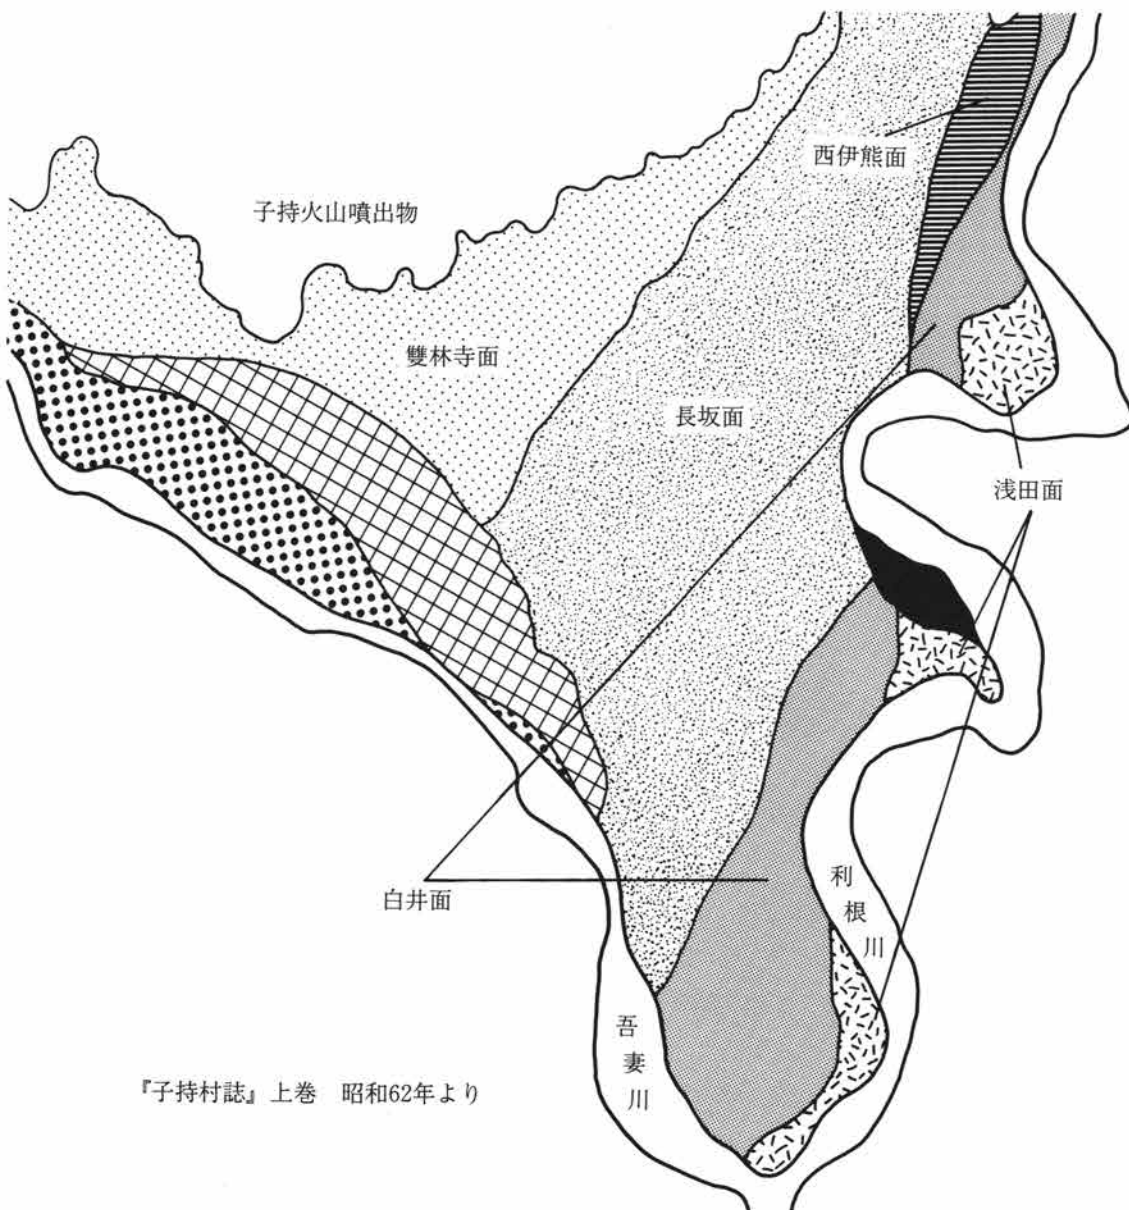 西伊熊面
子持火山噴出物
雙林寺面
長坂面
浅田面
白井面
利根川
吾妻川
『子持村誌』上巻　昭和62年より